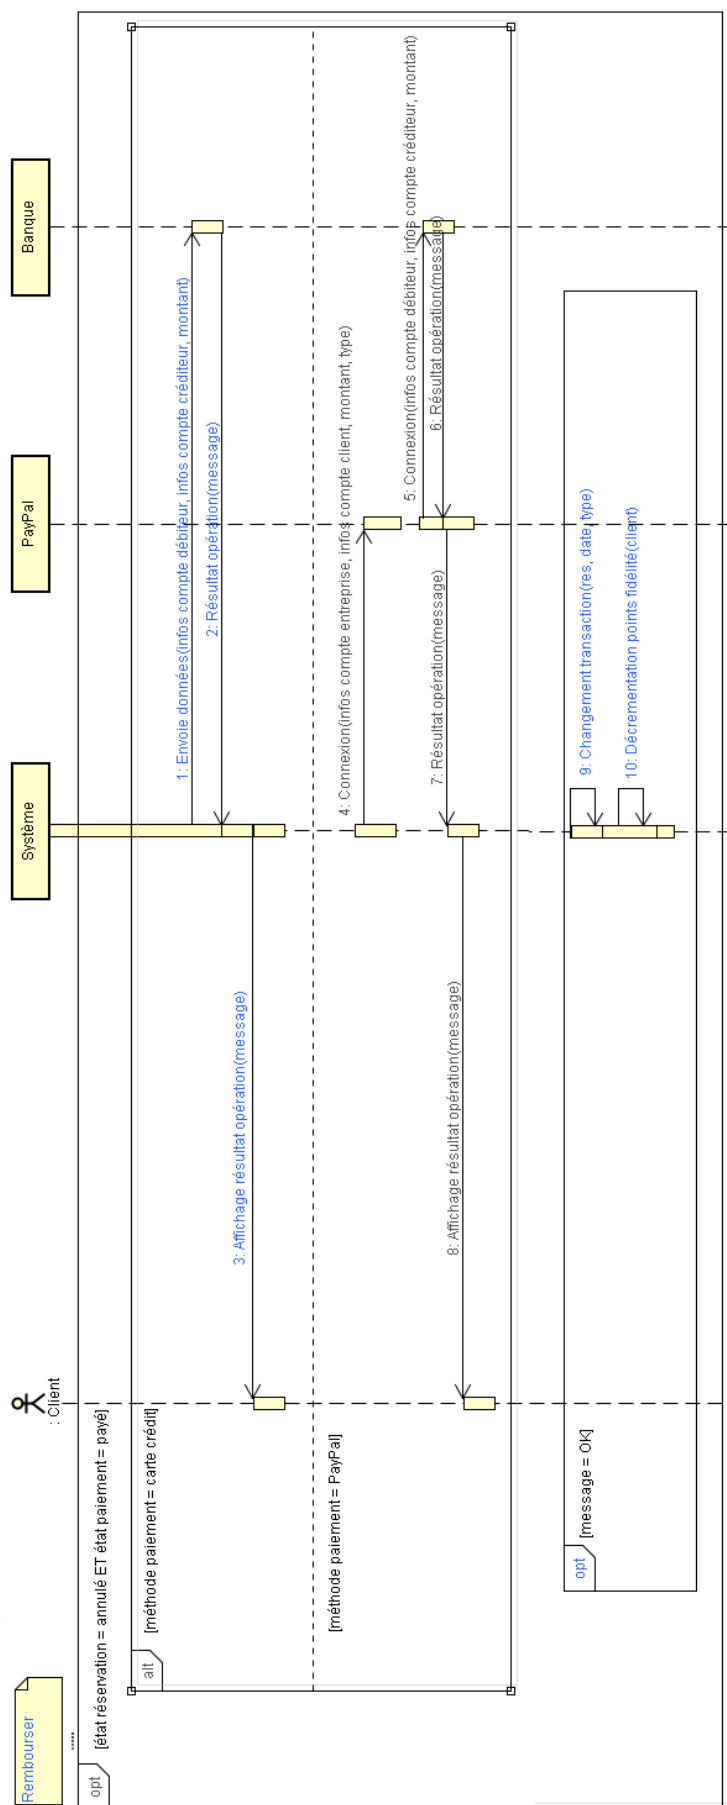 Rembourser
: Client
Système
PayPal
Banque
opt
[état réservation = annulé ET état paiement = payé]
alt
[méthode paiement = carte crédit]
1: Envoie données(infos compte débiteur, infos compte créditeur, montant)
2: Résultat opération(message)
3: Affichage résultat opération(message)
[méthode paiement = PayPal]
4: Connexion(infos compte entreprise, infos compte client, montant, type)
5: Connexion(infos compte débiteur, infos compte créditeur, montant)
6: Résultat opération(message)
7: Résultat opération(message)
8: Affichage résultat opération(message)
opt
[message = OK]
9: Changement transaction(res, date, type)
10: Décrementation points fidélité(client)